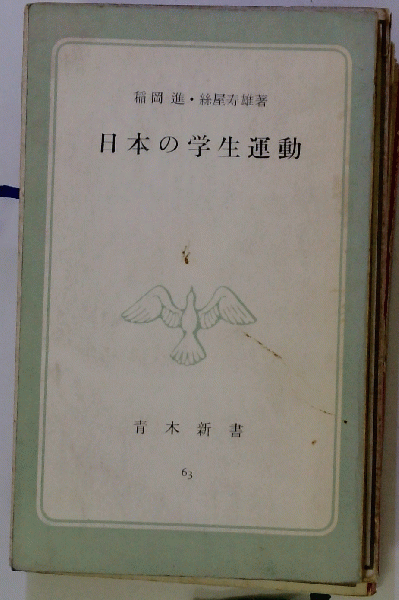 稲岡進・絲屋寿雄著
日本の学生運動
青木新書
63